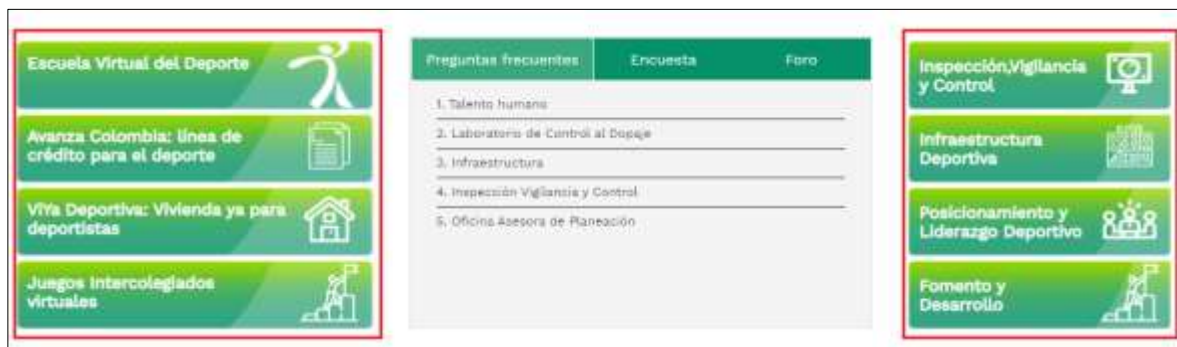 Escuela Virtual del Deporte
Avanza Colombia: línea de
crédito para el deporte
ViYa Deportiva: Vivienda ya para
deportistas
Juegos Intercolegiados
virtuales
Preguntas frecuentes
Encuesta
Foro
1. Talento humano
2. Laboratorio de Control al Dopaje
3. Infraestructura
4. Inspección Vigilancia y Control
5. Oficina Asesora de Planeación
Inspección,Vigilancia
y Control
Infraestructura
Deportiva
Posicionamiento y
Liderazgo Deportivo
Fomento y
Desarrollo